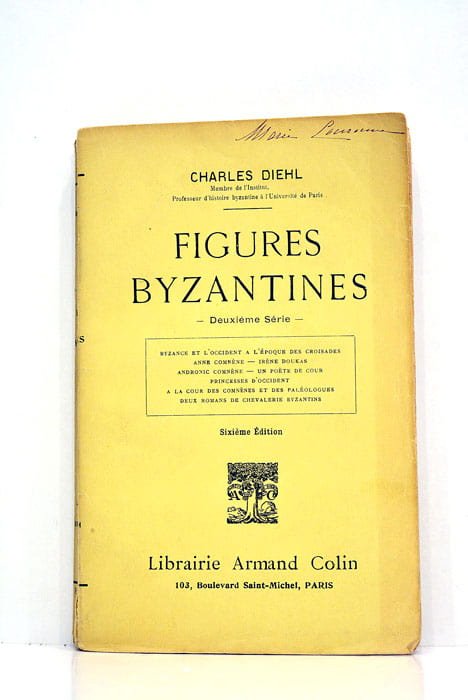 Marie
CHARLES DIEHL
Membre de l'Institut,
Professeur d'histoire byzantine à l'Université de Paris.
FIGURES
BYZANTINES
— Deuxième Série —
BYZANCE ET L'OCCIDENT A L'ÉPOQUE DES CROISADES
ANNE COMNÈNE — IRÈNE DOUKAS
ANDRONIC COMNÈNE — UN POÈTE DE COUR
PRINCESSES D'OCCIDENT
A LA COUR DES COMNÈNES ET DES PALÉOLOGUES
DEUX ROMANS DE CHEVALERIE BYZANTINS
Sixième Édition
A C
Librairie Armand Colin
103, Boulevard Saint-Michel, PARIS